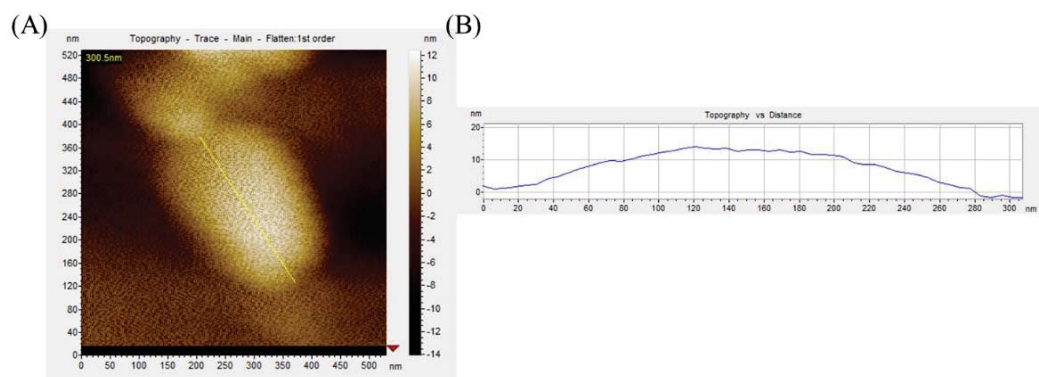 (A)
Topography - Trace - Main - Flatten:1st order
nm
nm
300.5nm
520
480
440
400
360
320
280
240
200
160
120
80
40
0
0 50 100 150 200 250 300 350 400 450 500 nm
12
10
8
6
4
2
0
-2
-4
-6
-8
-10
-12
-14
(B)
Topography vs Distance
nm
20
10
0
0 20 40 60 80 100 120 140 160 180 200 220 240 260 280 300
nm